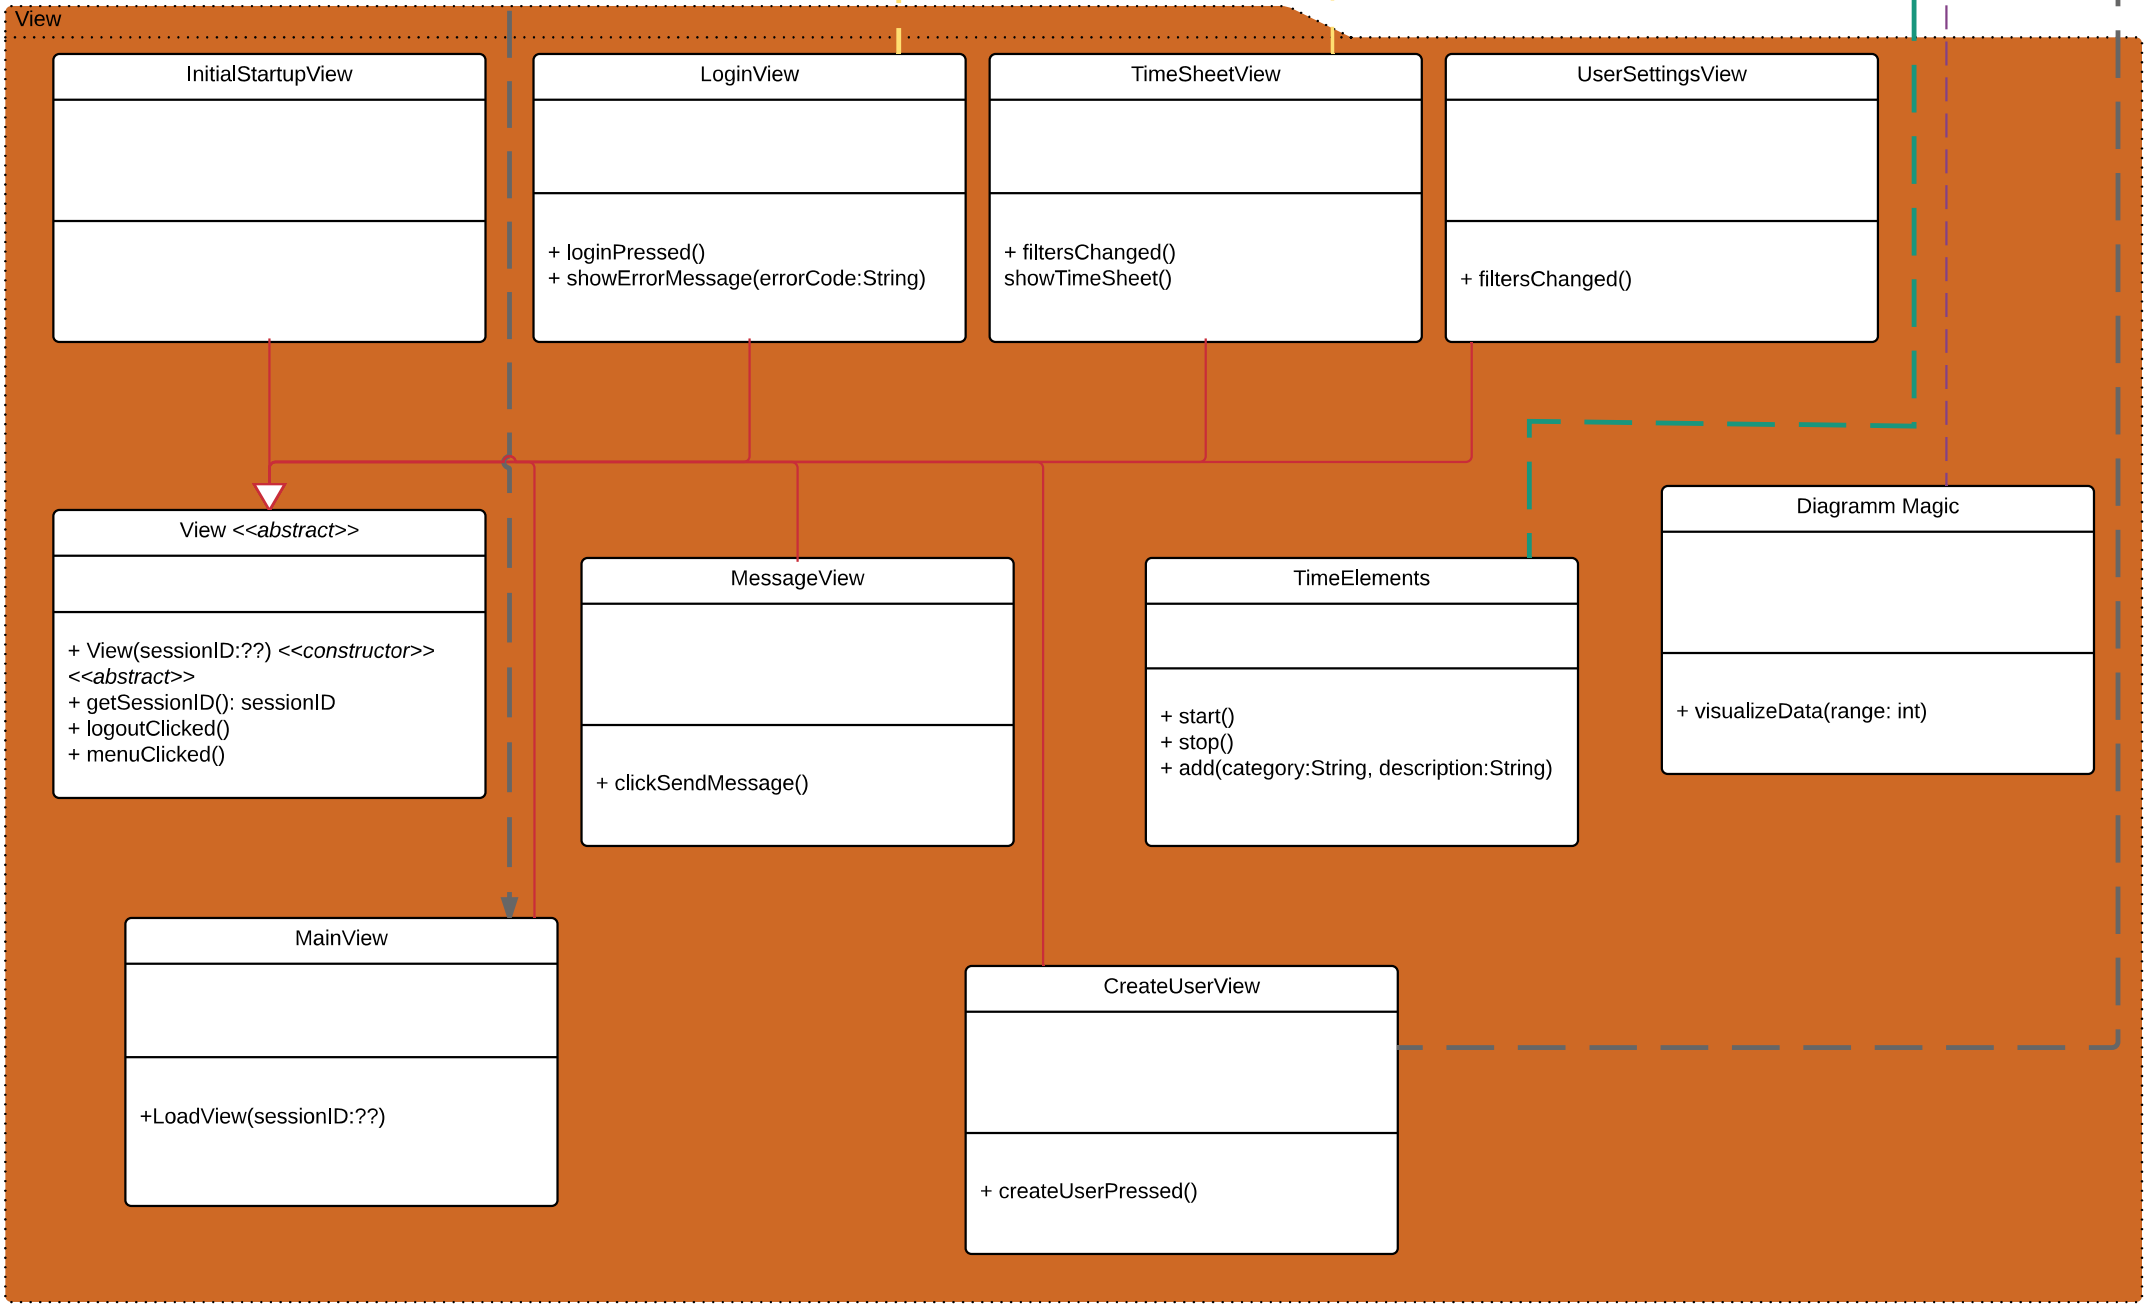 View
InitialStartupView
LoginView
+ loginPressed()
+ showErrorMessage(errorCode:String)
TimeSheetView
+ filtersChanged()
showTimeSheet()
UserSettingsView
+ filtersChanged()
View <<abstract>>
+ View(sessionID:??) <<constructor>>
<<abstract>>
+ getSessionID(): sessionID
+ logoutClicked()
+ menuClicked()
MessageView
+ clickSendMessage()
TimeElements
+ start()
+ stop()
+ add(category:String, description:String)
Diagramm Magic
+ visualizeData(range: int)
MainView
+LoadView(sessionID:??)
CreateUserView
+ createUserPressed()